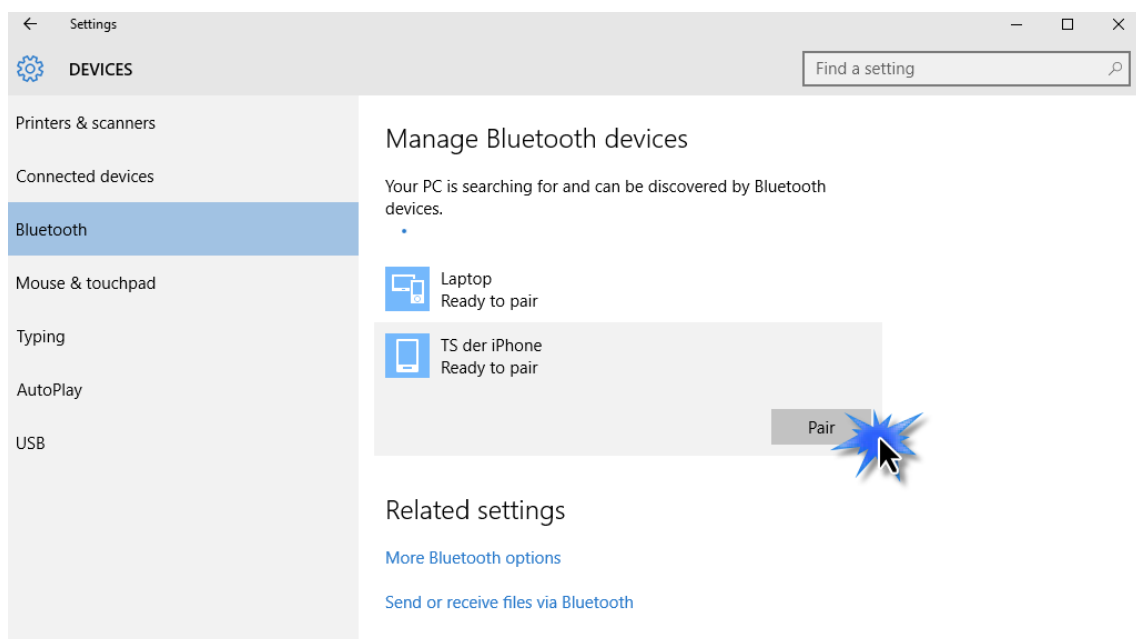 Settings
DEVICES
Find a setting
Printers & scanners
Connected devices
Bluetooth
Mouse & touchpad
Typing
AutoPlay
USB
Manage Bluetooth devices
Your PC is searching for and can be discovered by Bluetooth
devices.
Laptop
Ready to pair
TS der iPhone
Ready to pair
Pair
Related settings
More Bluetooth options
Send or receive files via Bluetooth